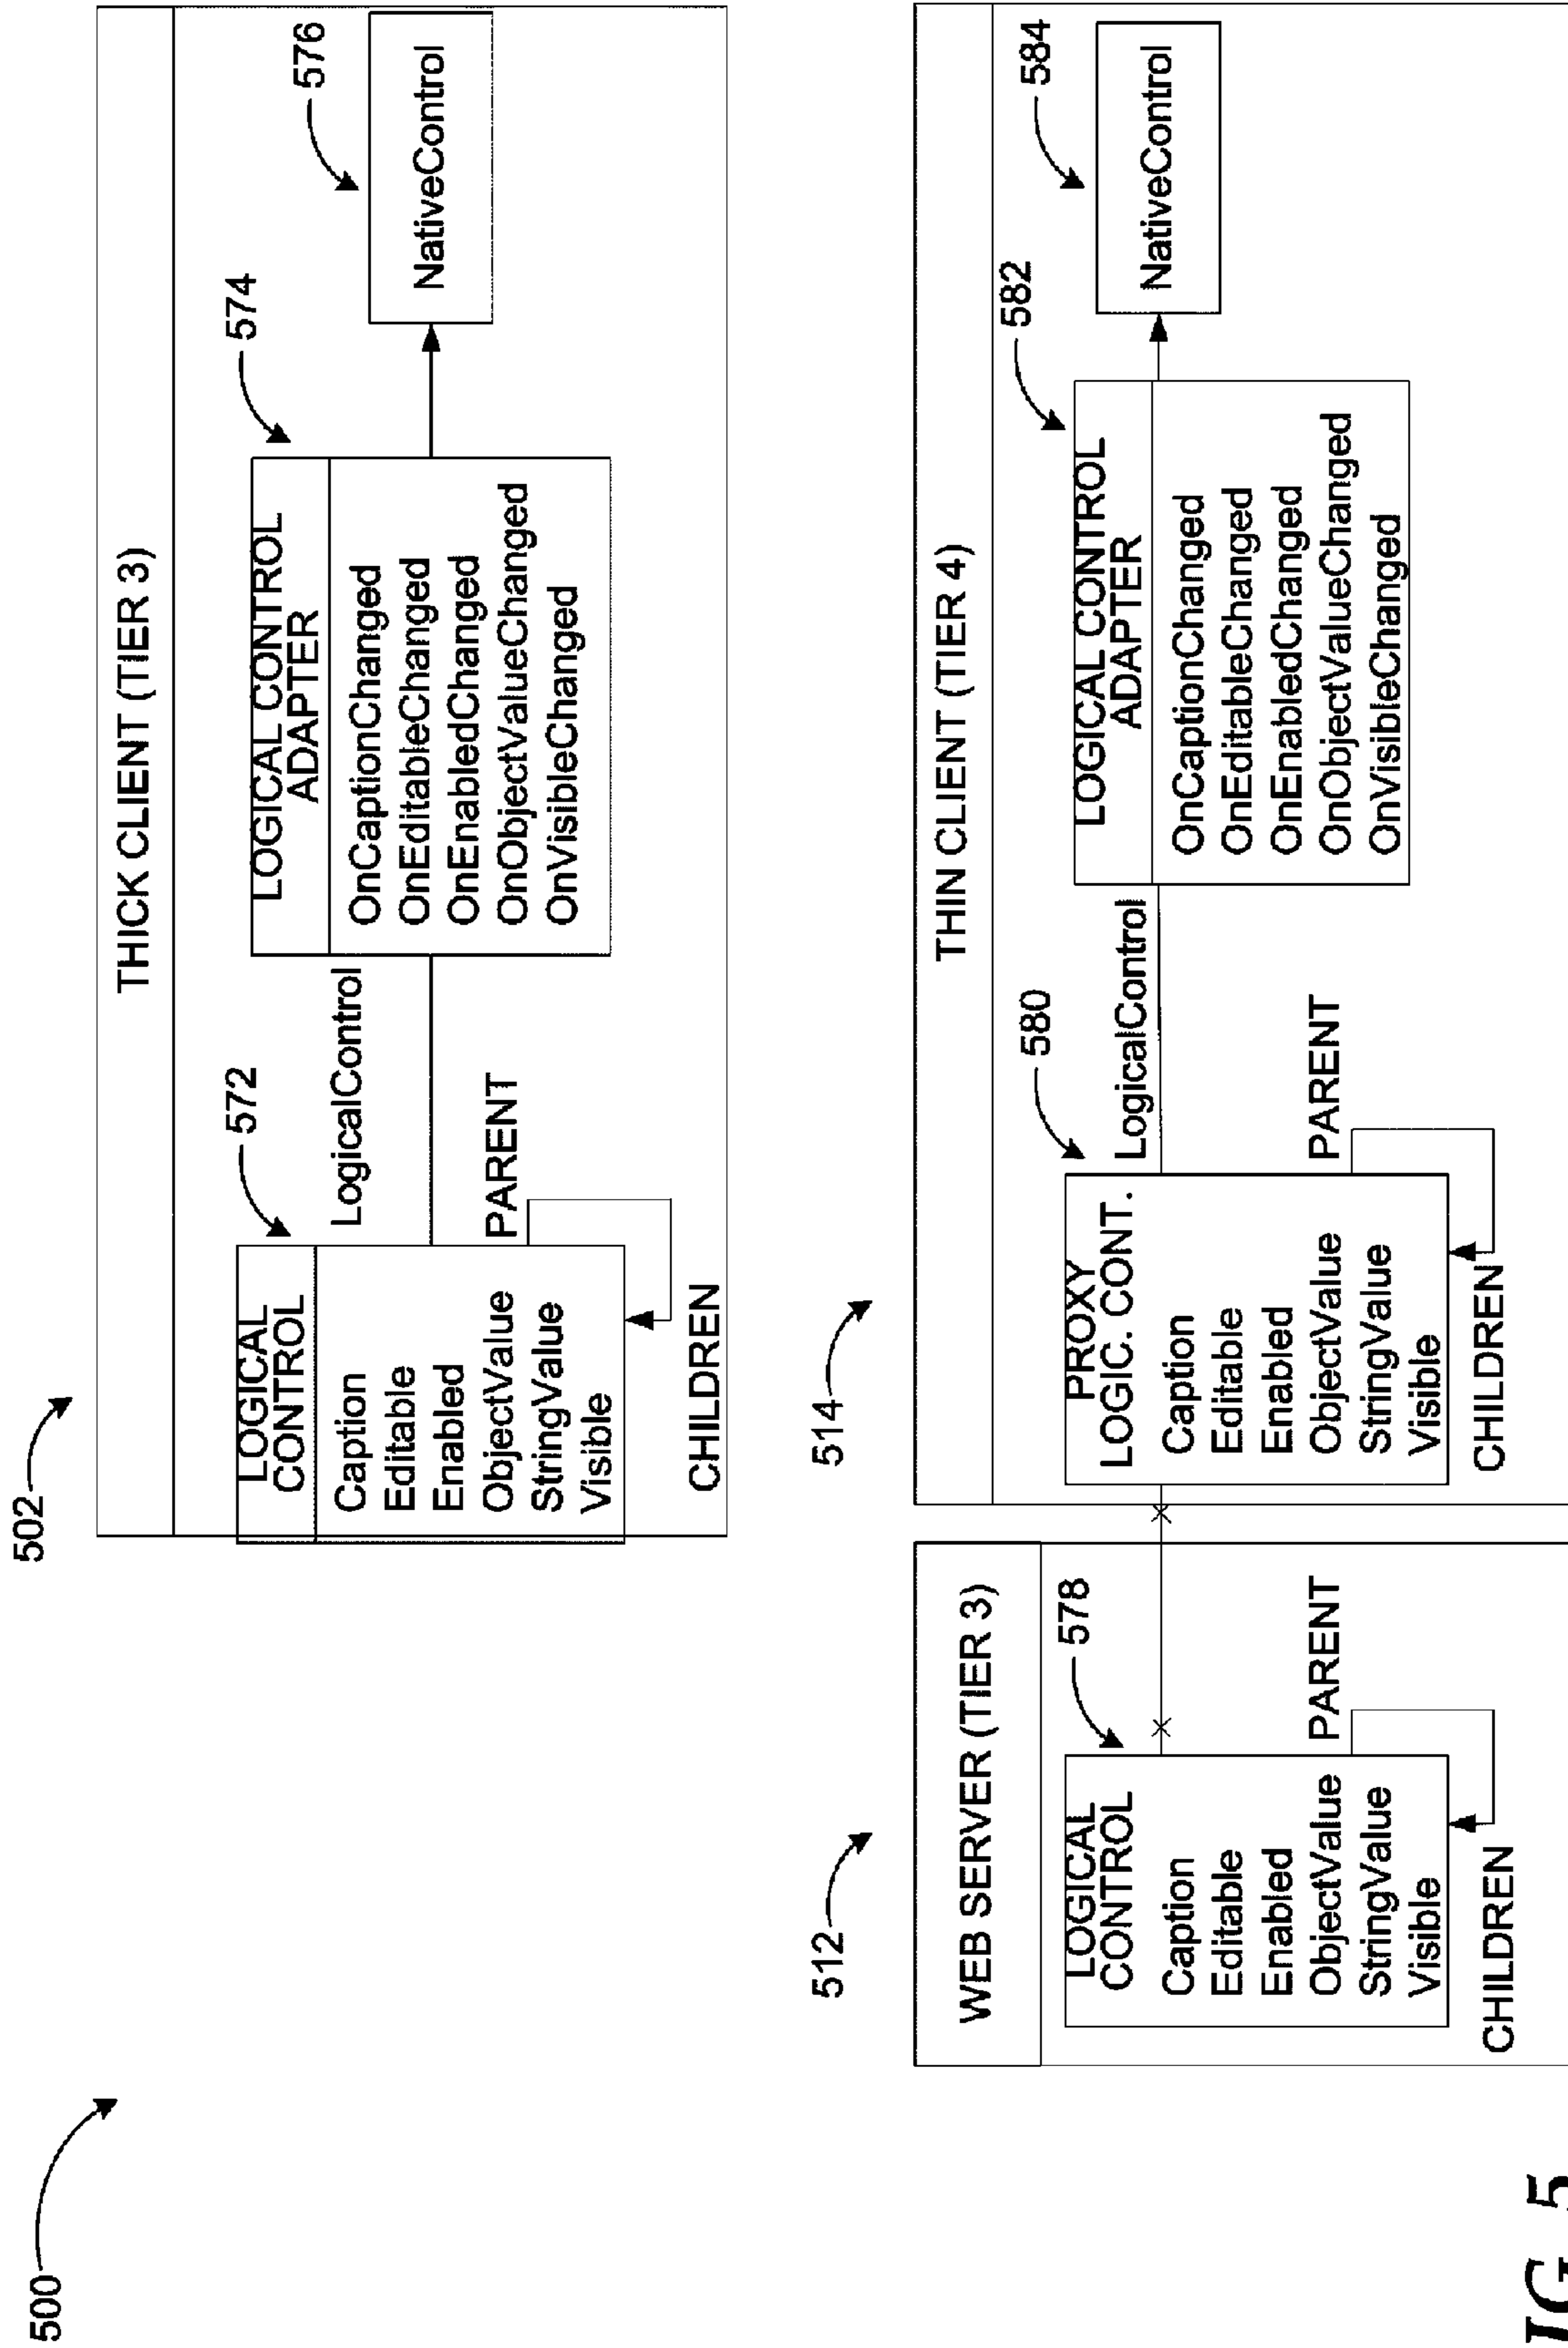 500
502
THICK CLIENT (TIER 3)
572
LOGICAL
CONTROL
Caption
Editable
Enabled
ObjectValue
StringValue
Visible
PARENT
CHILDREN
LogicalControl
574
LOGICAL CONTROL
ADAPTER
OnCaptionChanged
OnEditableChanged
OnEnabledChanged
OnObjectValueChanged
OnVisibleChanged
576
NativeControl
512
WEB SERVER (TIER 3)
578
LOGICAL
CONTROL
Caption
Editable
Enabled
ObjectValue
StringValue
Visible
PARENT
CHILDREN
514
THIN CLIENT (TIER 4)
580
PROXY
LOGIC. CONT.
Caption
Editable
Enabled
ObjectValue
StringValue
Visible
PARENT
CHILDREN
LogicalControl
582
LOGICAL CONTROL
ADAPTER
OnCaptionChanged
OnEditableChanged
OnEnabledChanged
OnObjectValueChanged
OnVisibleChanged
584
NativeControl
IG. 5